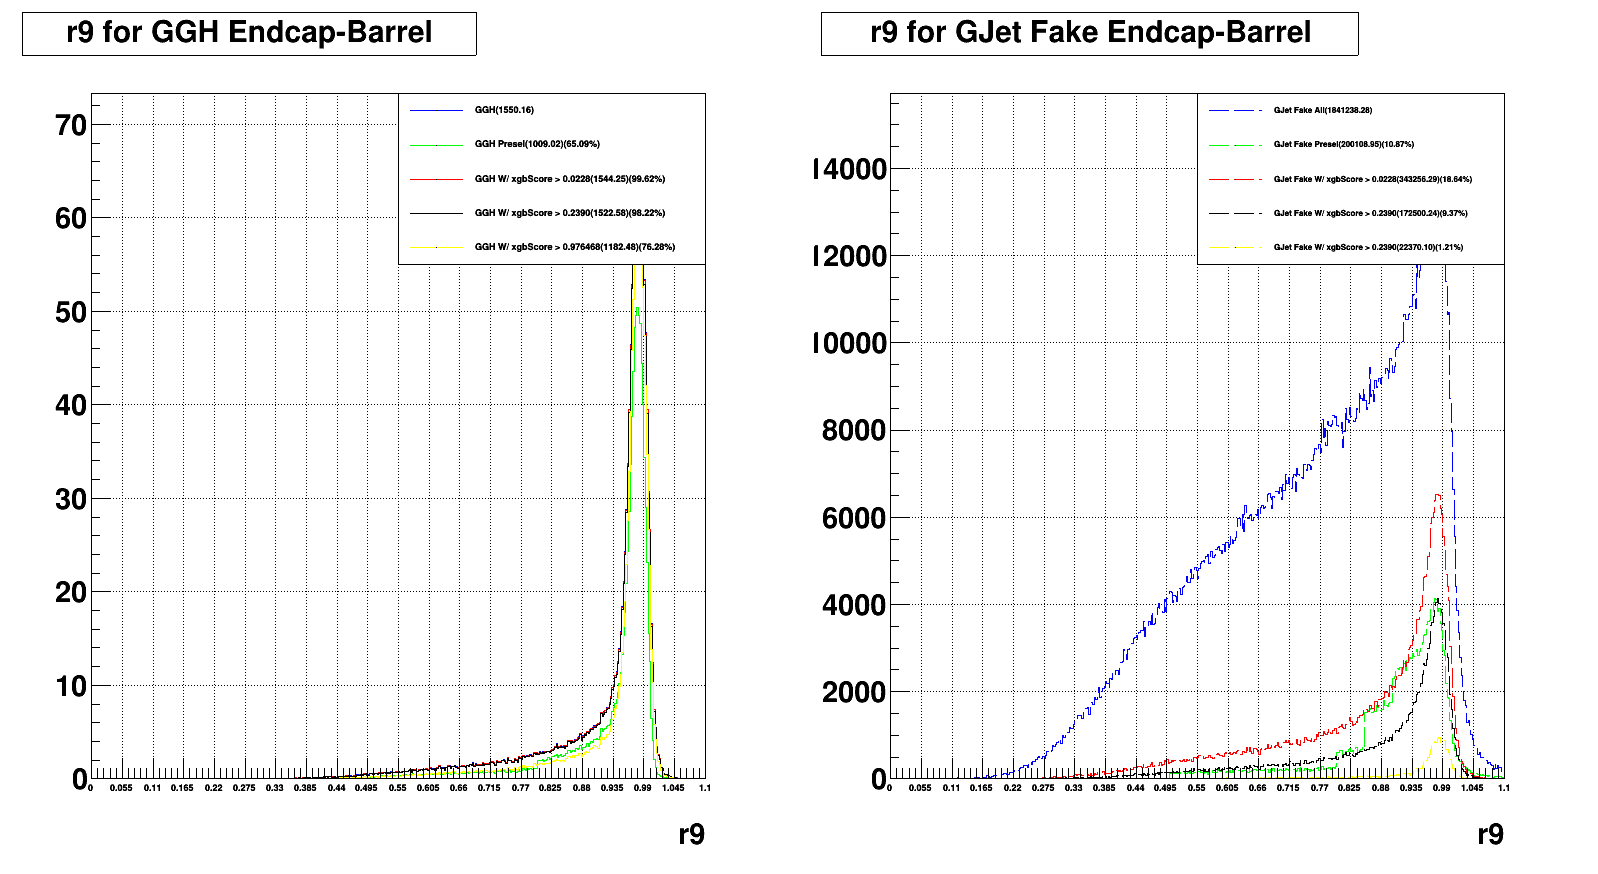 r9 for GGH Endcap-Barrel
GGH(1550.16)
GGH Presel(1009.02)(65.09%)
GGH W/ xgbScore > 0.0228(1544.25)(99.62%)
GGH W/ xgbScore > 0.2390(1522.58)(98.22%)
GGH W/ xgbScore > 0.976468(1182.48)(76.28%)
70
60
50
40
30
20
10
0
0 0.055 0.11 0.165 0.22 0.275 0.33 0.385 0.44 0.495 0.55 0.605 0.66 0.715 0.77 0.825 0.88 0.935 0.99 1.045 1.1
r9
r9 for GJet Fake Endcap-Barrel
GJet Fake All(1841238.28)
GJet Fake Presel(200108.95)(10.87%)
GJet Fake W/ xgbScore > 0.0228(343256.29)(18.64%)
GJet Fake W/ xgbScore > 0.2390(172500.24)(9.37%)
GJet Fake W/ xgbScore > 0.2390(22370.10)(1.21%)
14000
12000
10000
8000
6000
4000
2000
0
0 0.055 0.11 0.165 0.22 0.275 0.33 0.385 0.44 0.495 0.55 0.605 0.66 0.715 0.77 0.825 0.88 0.935 0.99 1.045 1.1
r9